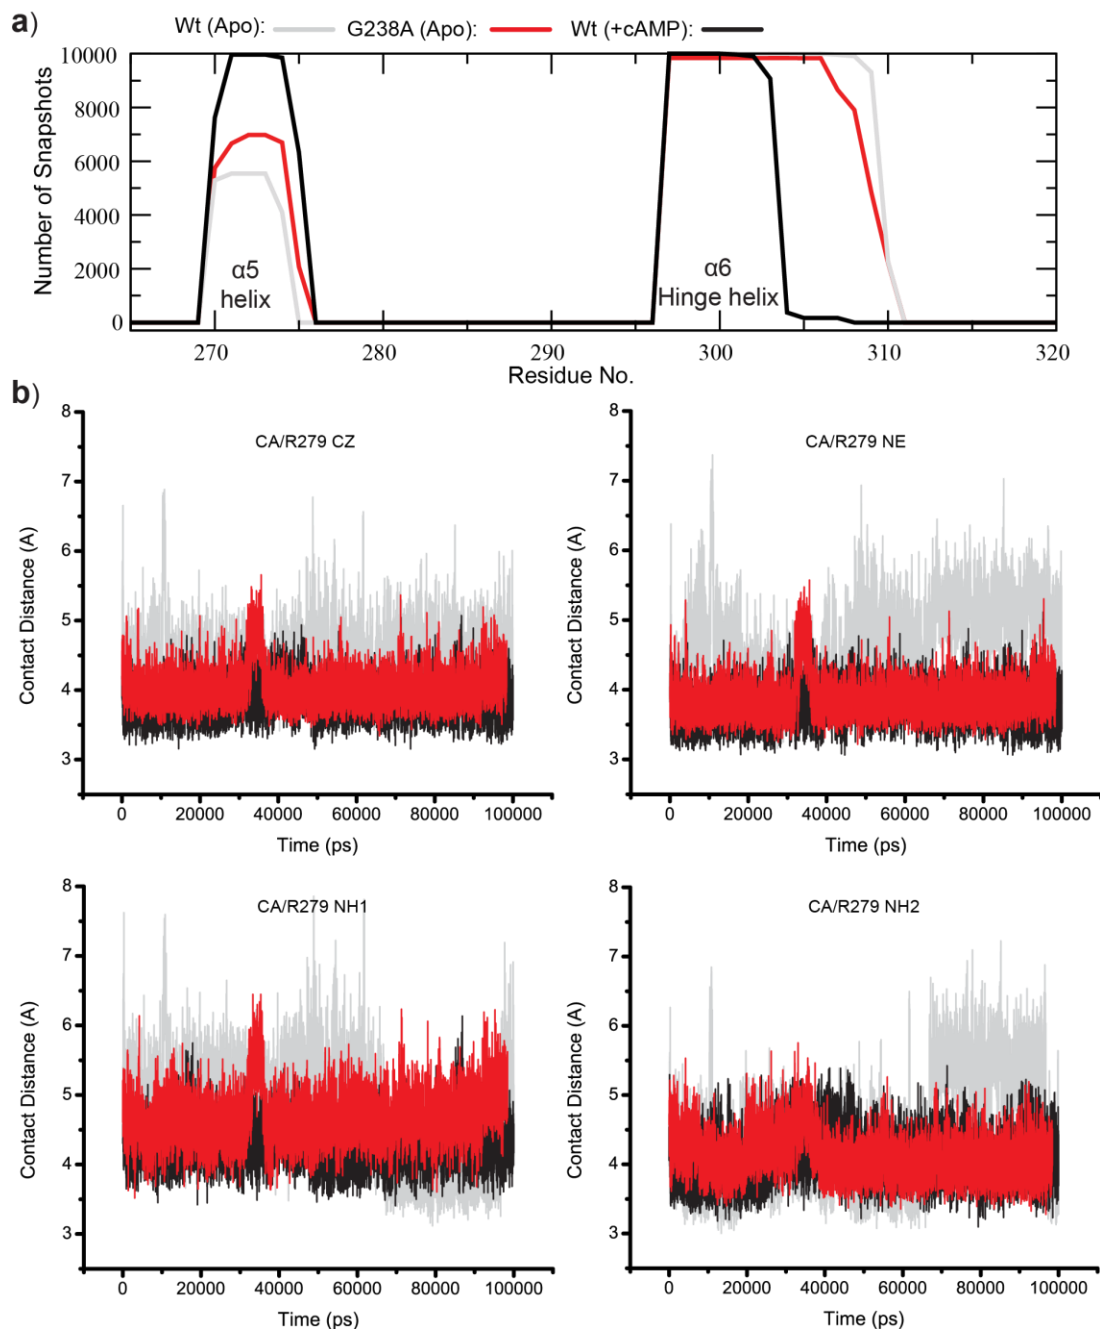 a)
Wt (Apo): G238A (Apo): Wt (+cAMP):
Number of Snapshots
10000
8000
6000
4000
2000
0
α5
helix
α6
Hinge helix
270 280 290 300 310 320
Residue No.
b)
CA/R279 CZ
Contact Distance (A)
8
7
6
5
4
3
0 20000 40000 60000 80000 100000
Time (ps)
CA/R279 NE
Contact Distance (A)
8
7
6
5
4
3
0 20000 40000 60000 80000 100000
Time (ps)
CA/R279 NH1
Contact Distance (A)
8
7
6
5
4
3
0 20000 40000 60000 80000 100000
Time (ps)
CA/R279 NH2
Contact Distance (A)
8
7
6
5
4
3
0 20000 40000 60000 80000 100000
Time (ps)